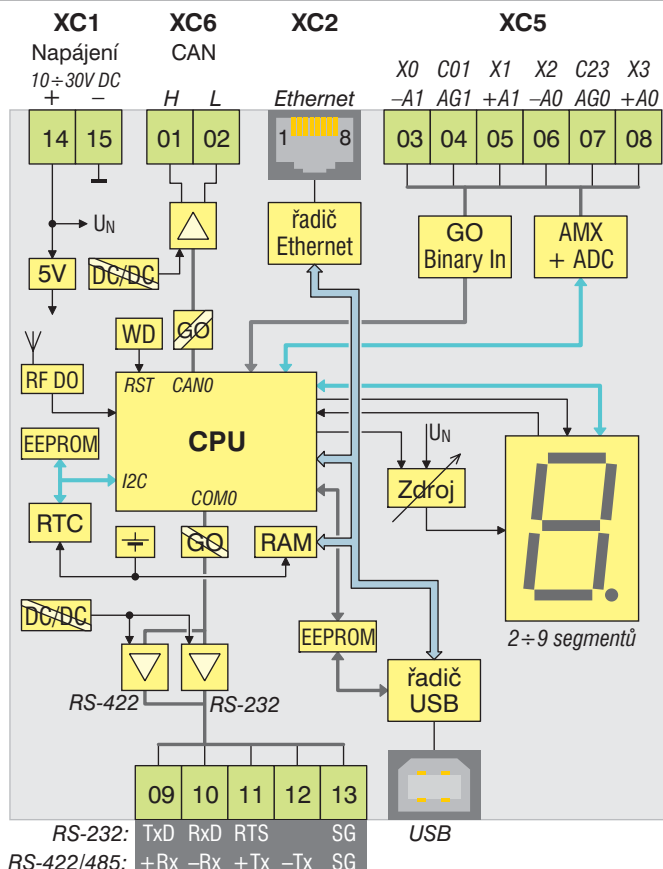 XC1 XC6 XC2 XC5
Napájení CAN
10÷30V DC
X0 C01 X1 X2 C23 X3
+ − H L Ethernet −A1 AG1 +A1 −A0 AG0 +A0
14 15 01 02 1 8 03 04 05 06 07 08
UN
řadič
Ethernet
GO
Binary In
AMX
+ ADC
5V DC/DC
WD GO
RF DO
RST CAN0
CPU
EEPROM
I2C
COM0
UN
Zdroj
RTC
GO RAM
DC/DC
EEPROM
2÷9 segmentů
řadič
USB
RS-422 RS-232
09 10 11 12 13
RS-232: TxD RxD RTS SG USB
RS-422/485: +Rx −Rx +Tx −Tx SG